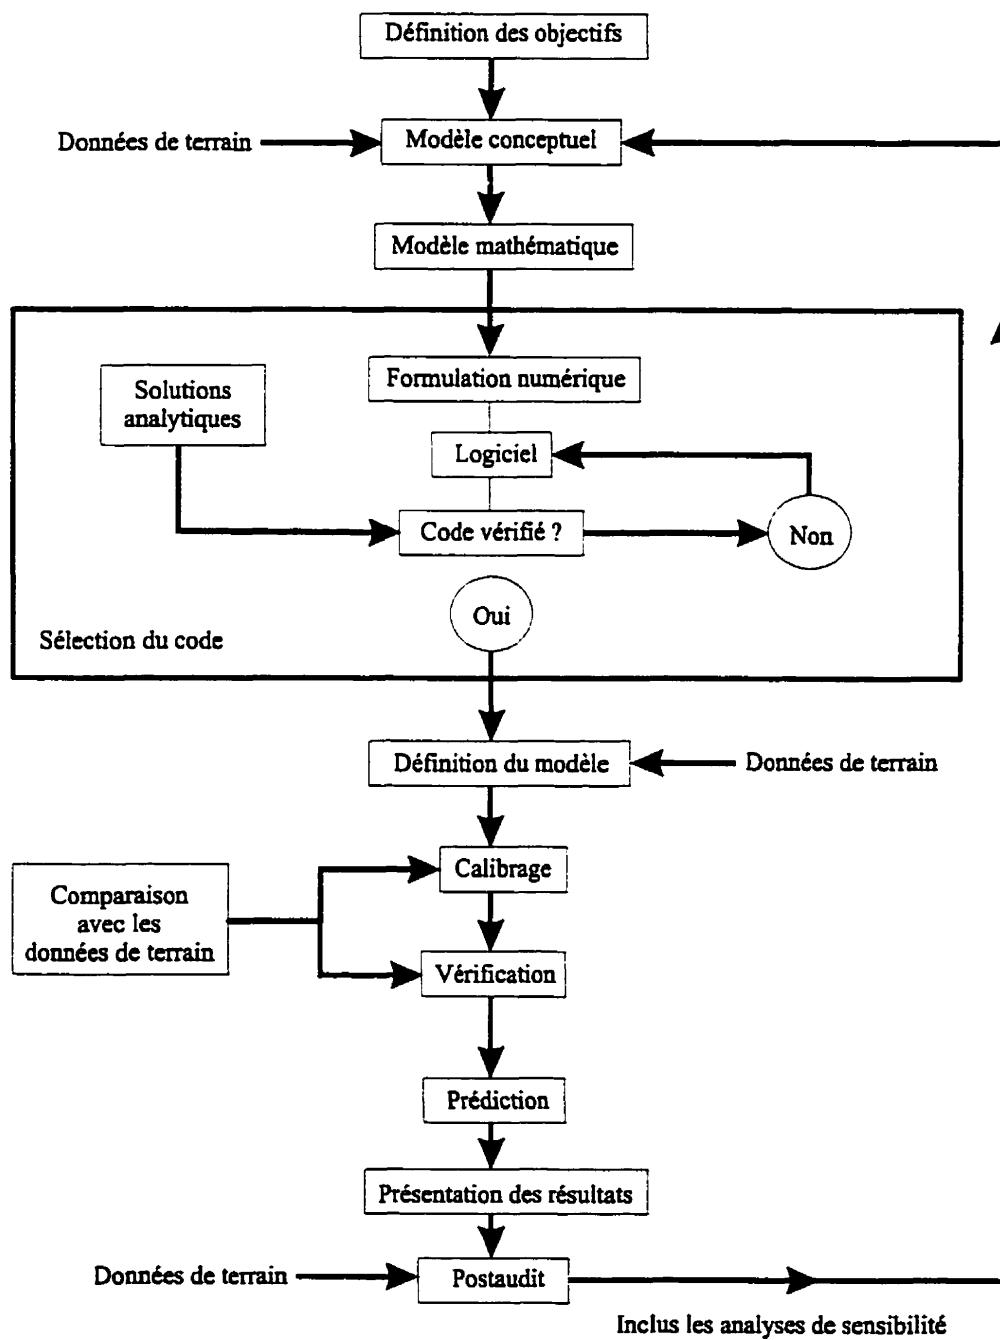 Définition des objectifs
Données de terrain
Modèle conceptuel
Modèle mathématique
Formulation numérique
Solutions
analytiques
Logiciel
Code vérifié ?
Non
Oui
Sélection du code
Définition du modèle
Données de terrain
Calibrage
Comparaison
avec les
données de terrain
Vérification
Prédiction
Présentation des résultats
Données de terrain
Postaudit
Inclus les analyses de sensibilité